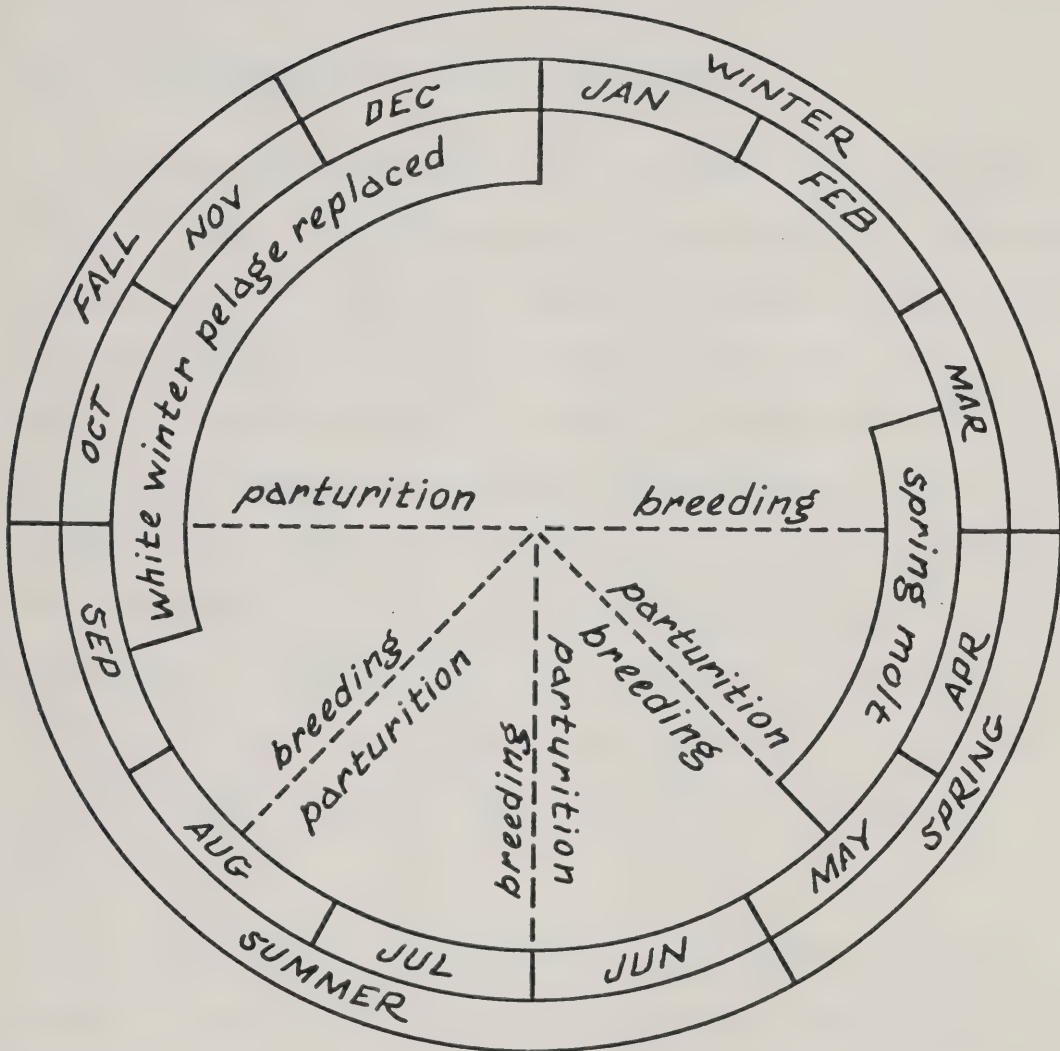 WINTER
SPRING
SUMMER
FALL
JAN
FEB
MAR
APR
MAY
JUN
JUL
AUG
SEP
OCT
NOV
DEC
white winter pelage replaced
spring molt
parturition
breeding
parturition
breeding
parturition
breeding
breeding
parturition